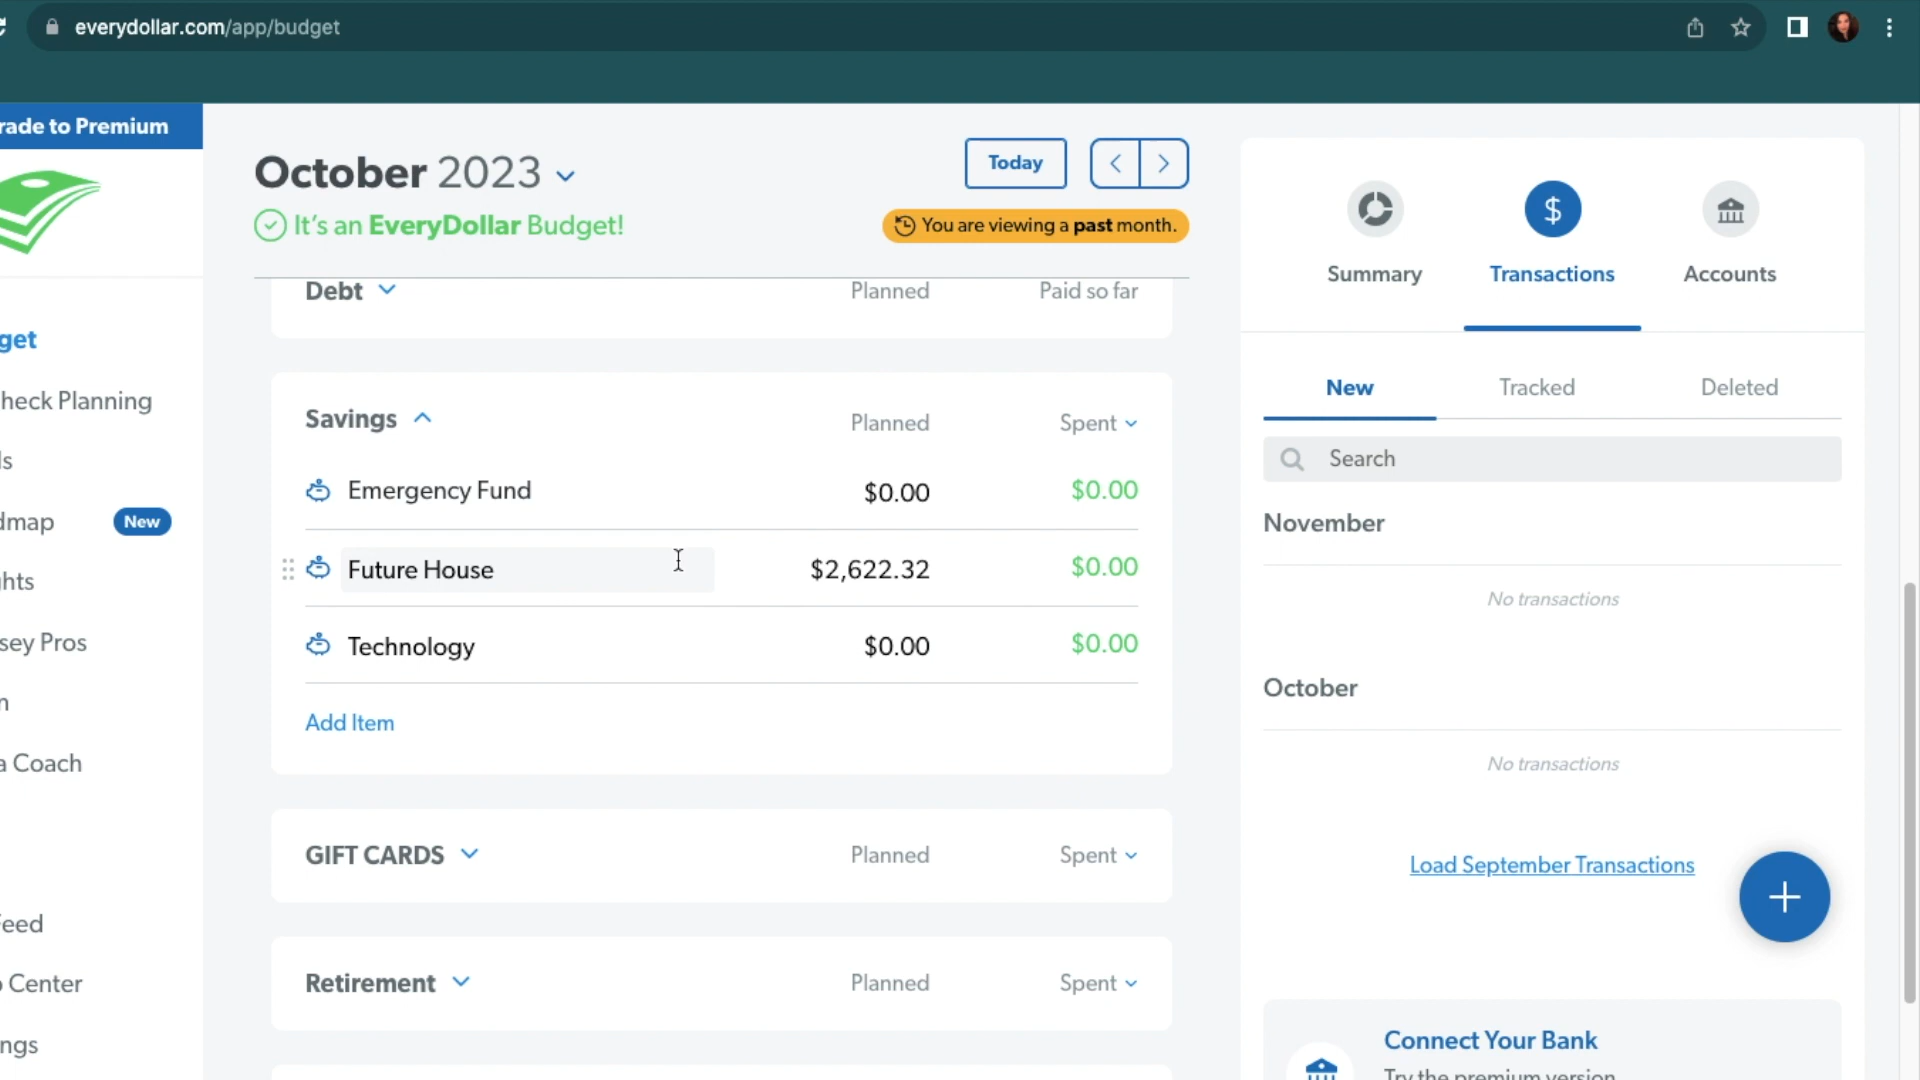 everydollar.com/app/budget
rade to Premium
October 2023
Today
It's an EveryDollar Budget!
You are viewing a past month.
Debt Planned Paid so far
Savings Planned Spent
Emergency Fund $0.00 $0.00
Future House $2,622.32 $0.00
Technology $0.00 $0.00
Add Item
GIFT CARDS Planned Spent
Retirement Planned Spent
get
heck Planning
ls
dmap New
ghts
sey Pros
n
a Coach
Feed
p Center
ngs
Summary Transactions Accounts
New Tracked Deleted
Search
November
No transactions
October
No transactions
Load September Transactions
Connect Your Bank
Try the premium version